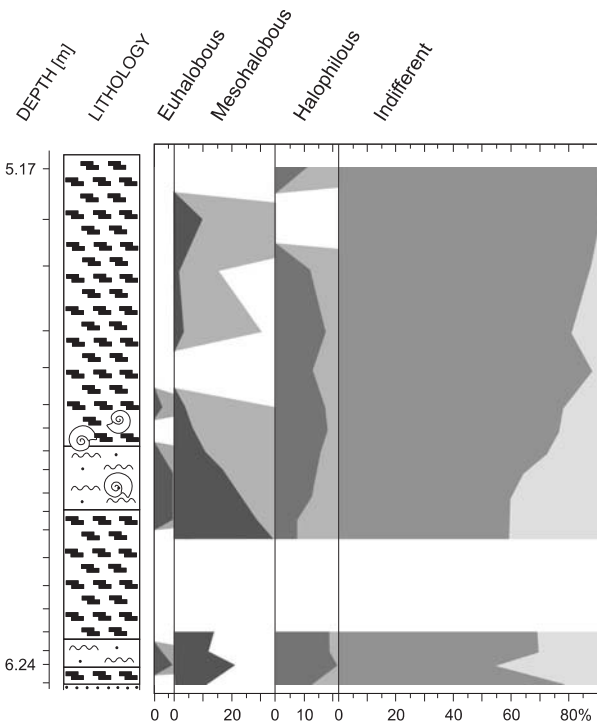 DEPTH [m]
LITHOLOGY
Euhalobous
Mesohalobous
Halophilous
Indifferent
5.17
6.24
0 0 20 0 10 0 20 40 60 80%